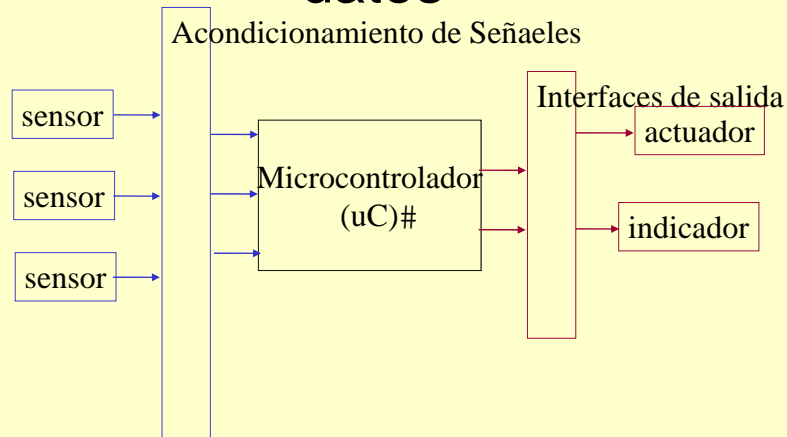 datos
Acondicionamiento de Señaeles
Interfaces de salida
sensor
actuador
Microcontrolador
(uC)#
sensor
indicador
sensor